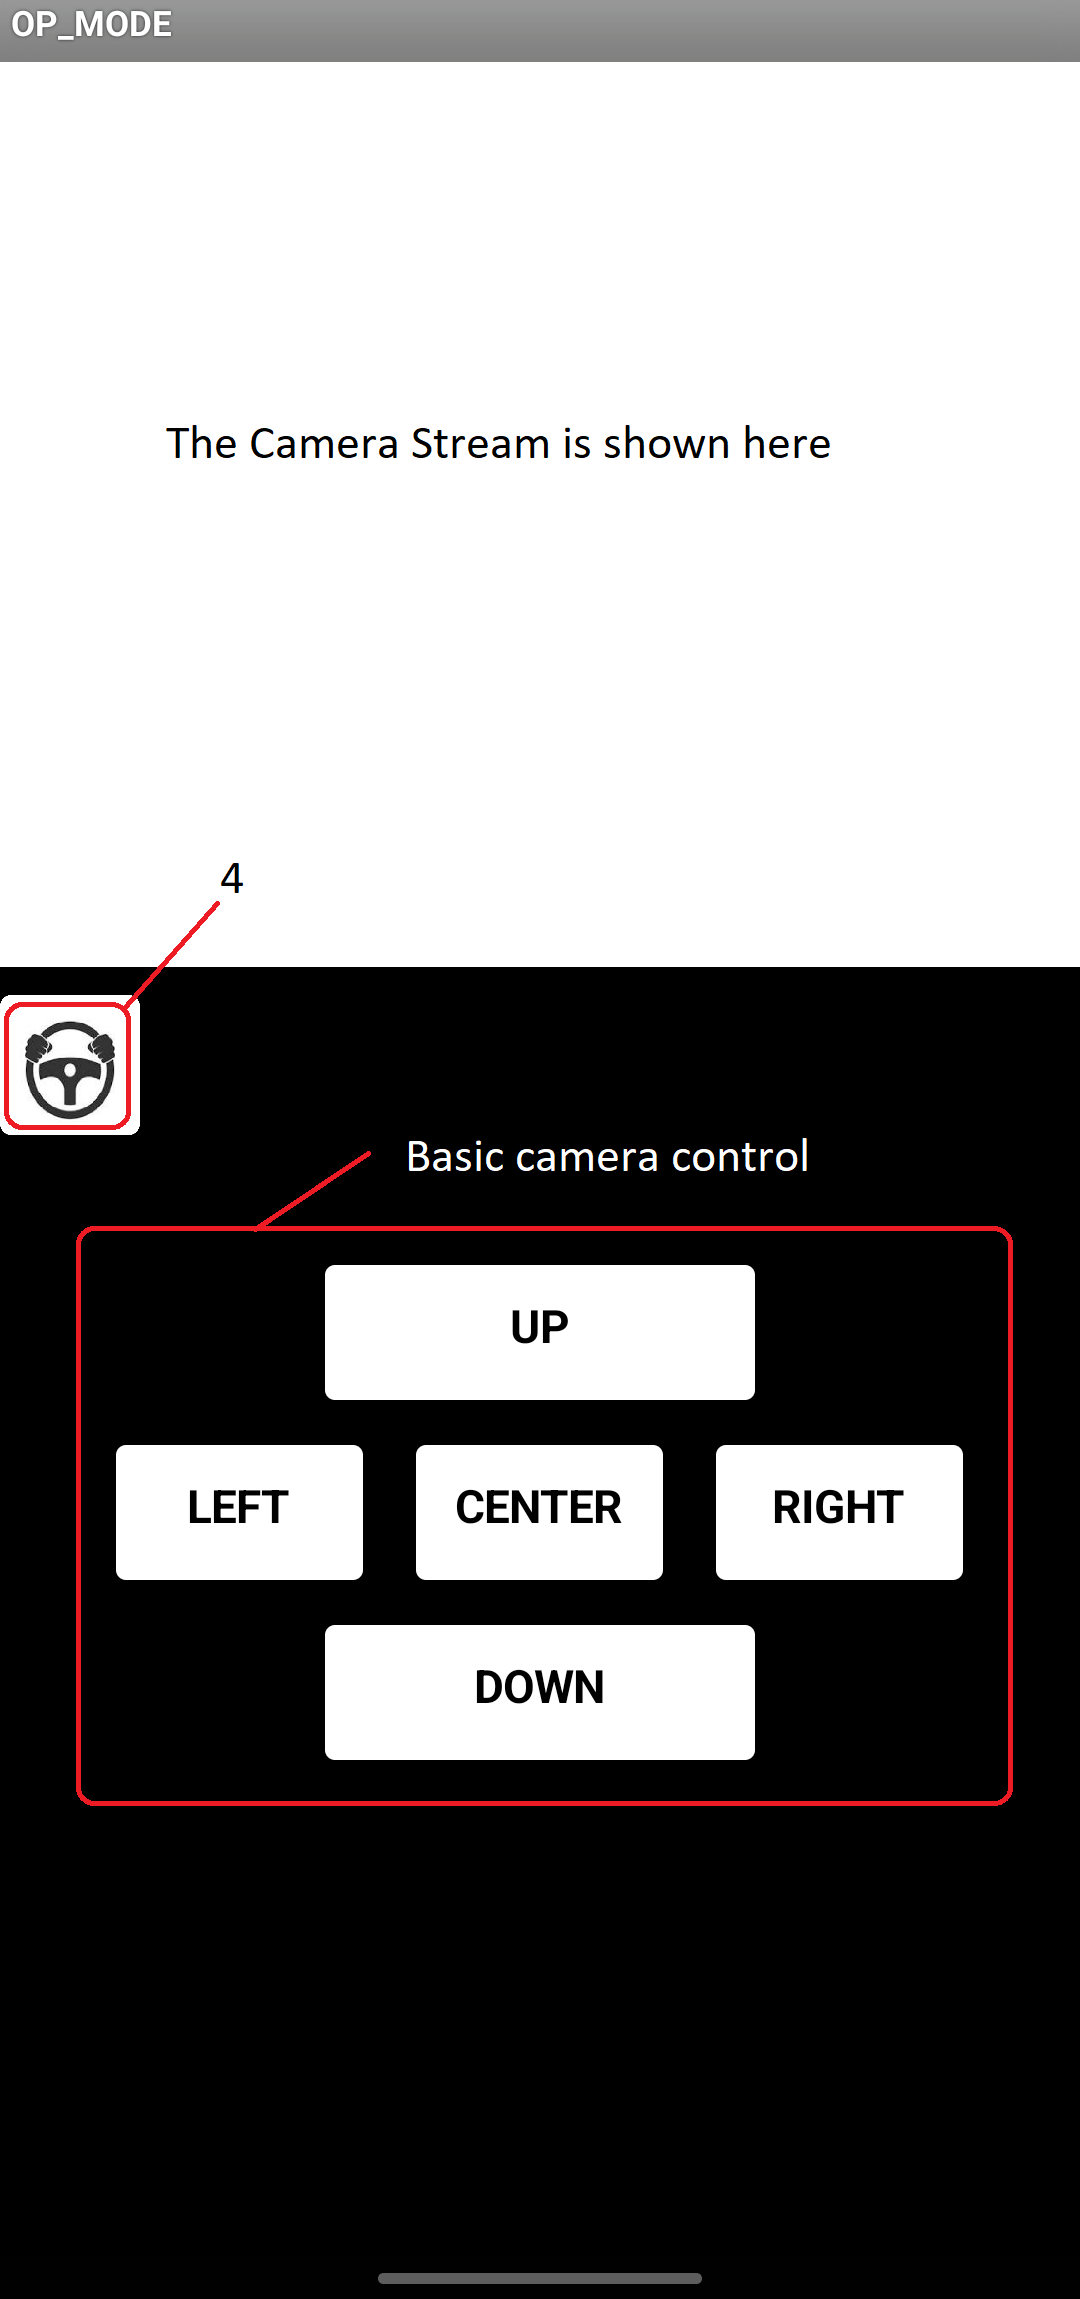 OP_MODE
The Camera Stream is shown here
4
Basic camera control
UP
LEFT CENTER RIGHT
DOWN